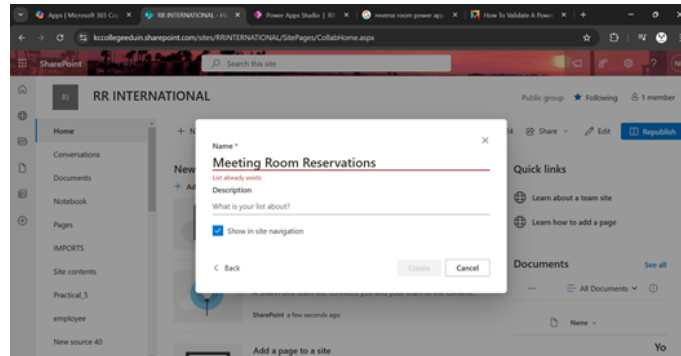 Apps | Microsoft 365 Co
RR INTERNATIONAL - Ho
Power Apps Studio | RI
reverse room power ap
How To Validate A Power
kccollegeeduin.sharepoint.com/sites/RRINTERNATIONAL/SitePages/CollabHome.aspx
SharePoint
Search this site
RI
RR INTERNATIONAL
Public group
Following
1 member
Home
Conversations
Documents
Notebook
Pages
IMPORTS
Site contents
Practical_5
employee
New source 40
+ N
Share
Edit
Republish
New
+ Ad
Name *
Meeting Room Reservations
List already exists
Description
What is your list about?
Show in site navigation
Back
Create
Cancel
Quick links
Learn about a team site
Learn how to add a page
Documents
See all
All Documents
Name
Yo
SharePoint a few seconds ago
Add a page to a site